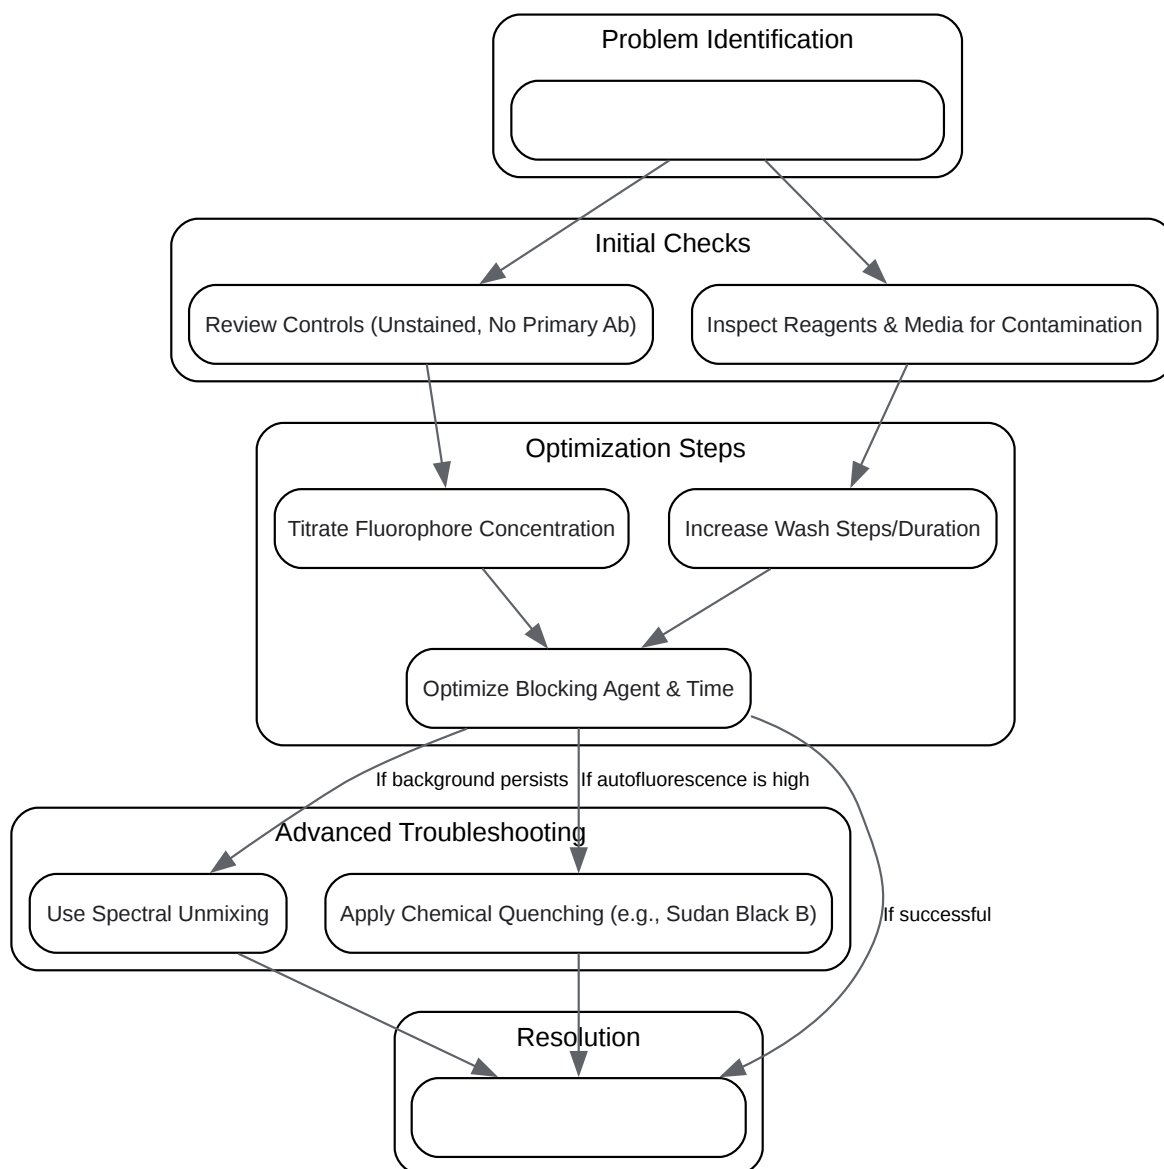 Problem Identification
Initial Checks
Review Controls (Unstained, No Primary Ab)
Inspect Reagents & Media for Contamination
Optimization Steps
Titrate Fluorophore Concentration
Increase Wash Steps/Duration
Optimize Blocking Agent & Time
If background persists
If autofluorescence is high
Advanced Troubleshooting
Use Spectral Unmixing
Apply Chemical Quenching (e.g., Sudan Black B)
If successful
Resolution